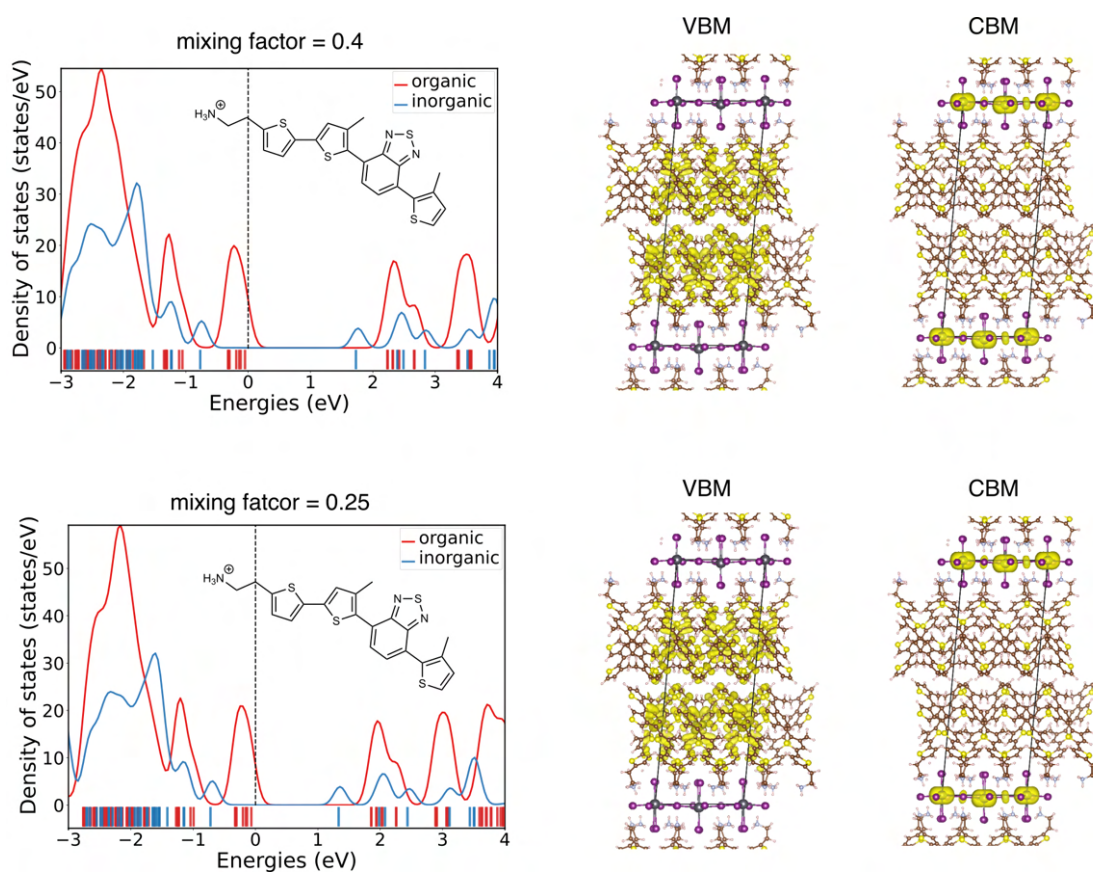 mixing factor = 0.4
VBM
CBM
Density of states (states/eV)
50
40
30
20
10
0
organic
inorganic
H₃N
⊕
S
S
N
S
N
S
−3 −2 −1 0 1 2 3 4
Energies (eV)
mixing fatcor = 0.25
VBM
CBM
Density of states (states/eV)
50
40
30
20
10
0
organic
inorganic
H₃N
⊕
S
S
N
S
N
S
−3 −2 −1 0 1 2 3 4
Energies (eV)